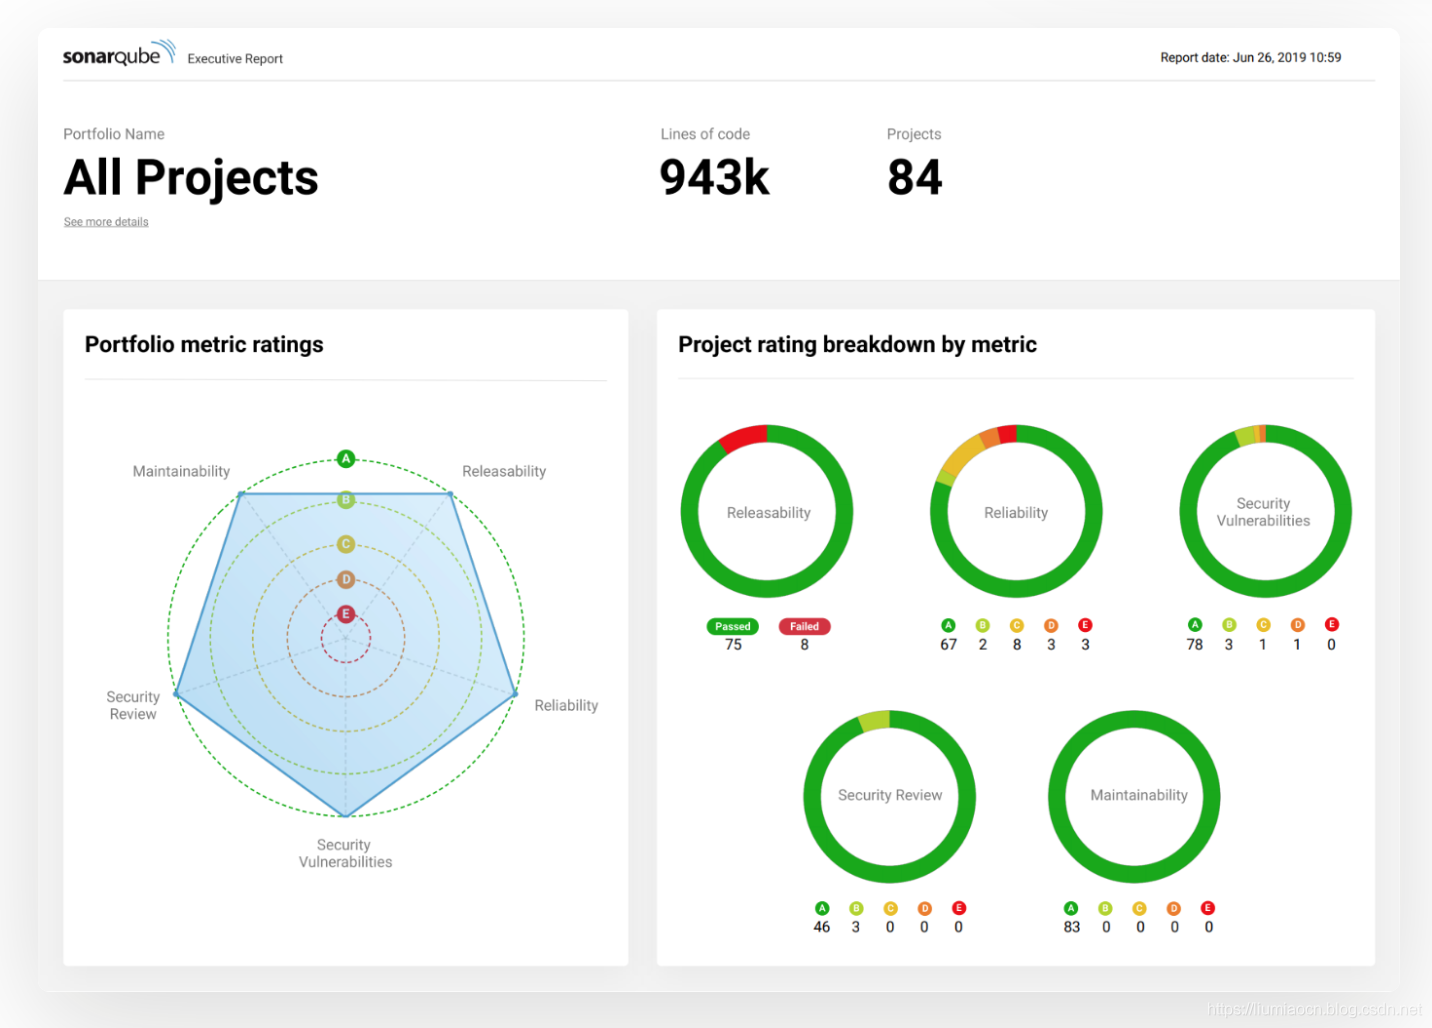 sonarqube Executive Report
Report date: Jun 26, 2019 10:59
Portfolio Name
All Projects
See more details
Lines of code
943k
Projects
84
Portfolio metric ratings
A
B
C
D
E
Maintainability
Releasability
Security
Review
Reliability
Security
Vulnerabilities
Project rating breakdown by metric
Releasability
Passed Failed
75 8
Reliability
A B C D E
67 2 8 3 3
Security
Vulnerabilities
A B C D E
78 3 1 1 0
Security Review
A B C D E
46 3 0 0 0
Maintainability
A B C D E
83 0 0 0 0
https://liumiaocn.blog.csdn.net